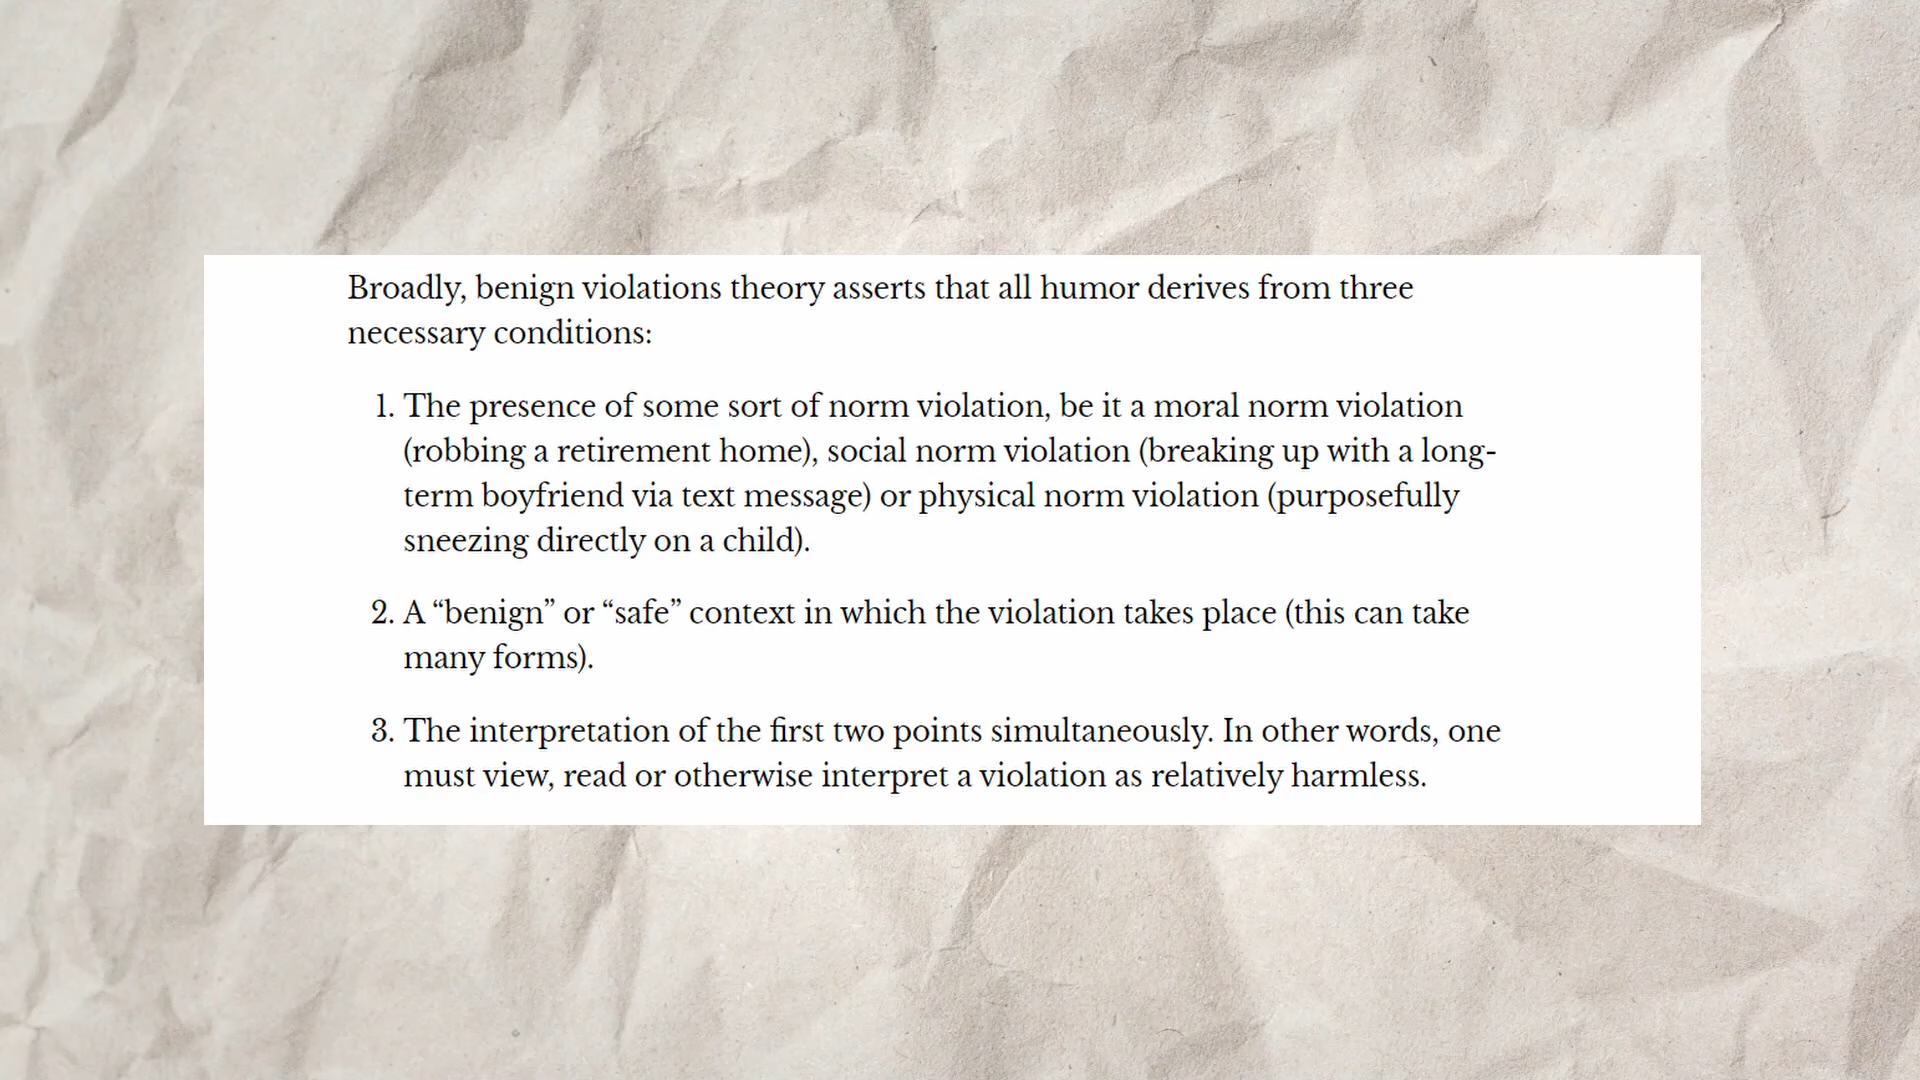 Broadly, benign violations theory asserts that all humor derives from three
necessary conditions:
1. The presence of some sort of norm violation, be it a moral norm violation
(robbing a retirement home), social norm violation (breaking up with a long-
term boyfriend via text message) or physical norm violation (purposefully
sneezing directly on a child).
2. A “benign” or “safe” context in which the violation takes place (this can take
many forms).
3. The interpretation of the first two points simultaneously. In other words, one
must view, read or otherwise interpret a violation as relatively harmless.